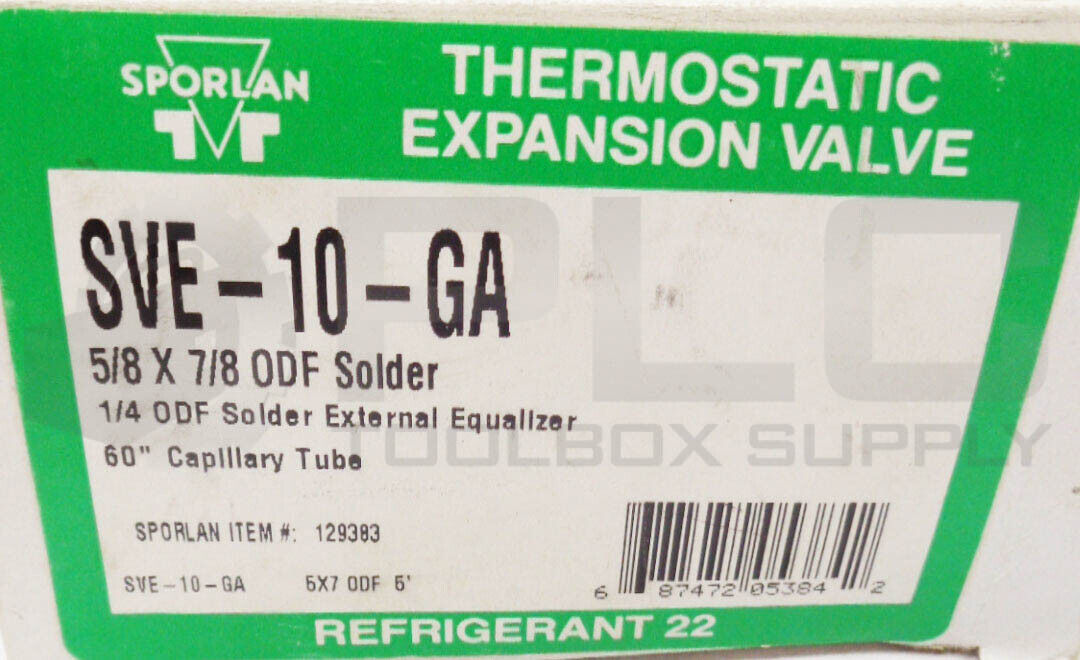 SPORLAN
THERMOSTATIC
EXPANSION VALVE
SVE-10-GA
5/8 X 7/8 ODF Solder
1/4 ODF Solder External Equalizer
60" Capillary Tube
SPORLAN ITEM #: 129383
SVE-10-GA 5X7 ODF 5'
6 87472 05384 2
REFRIGERANT 22
PLC
TOOLBOX SUPPLY